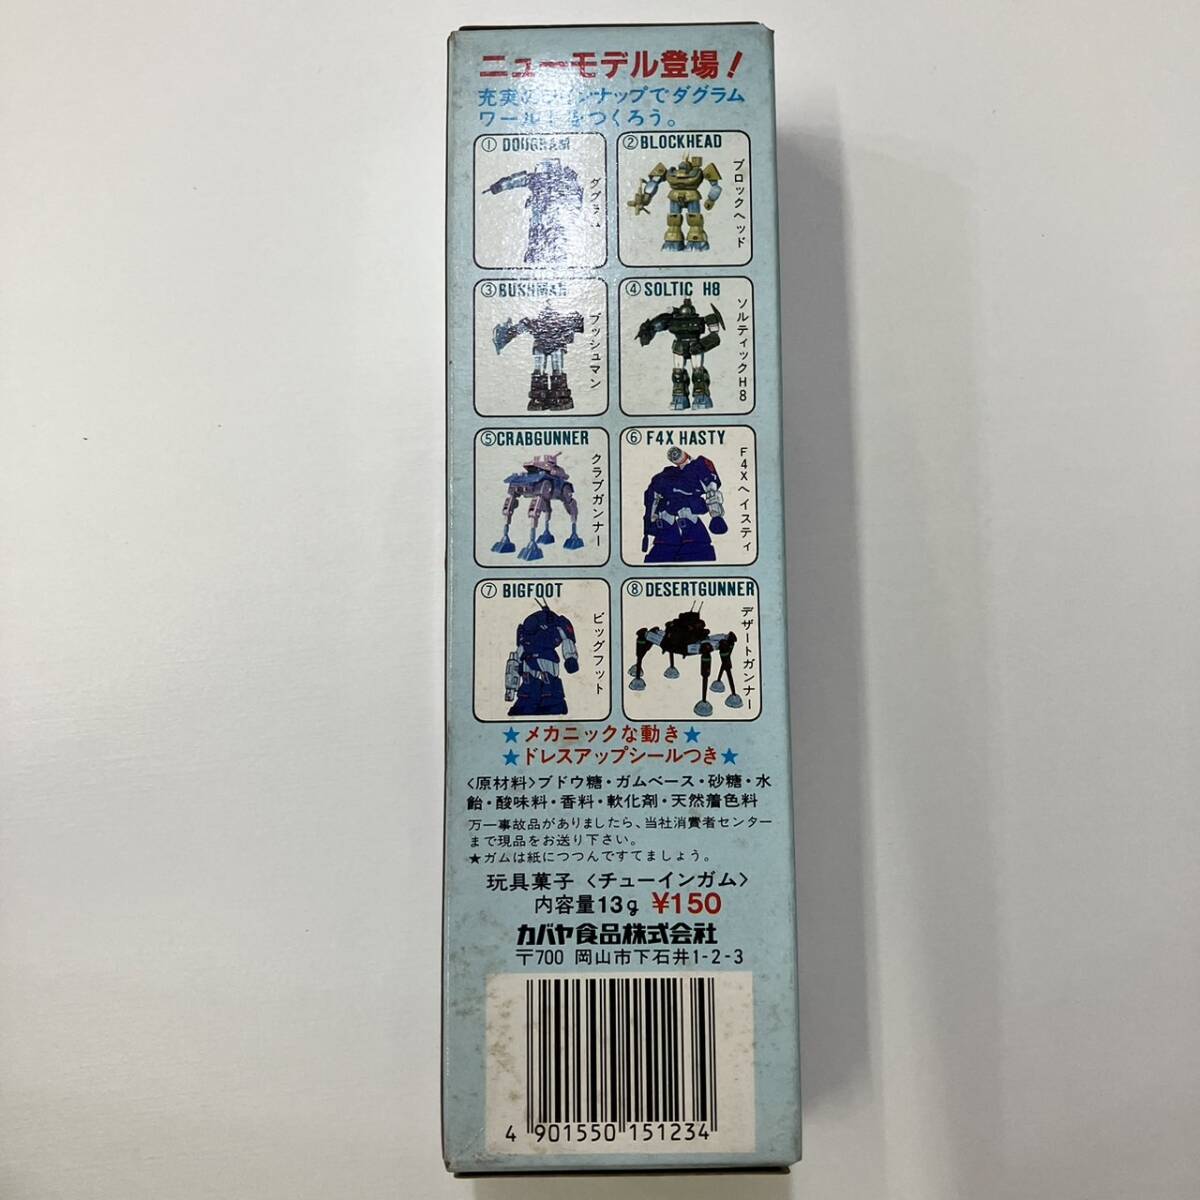 ニューモデル登場!
充実のラインナップでダグラム
ワールドをつくろう。
① DOUGRAM
ダグラム
② BLOCKHEAD
ブロックヘッド
③ BUSHMAN
ブッシュマン
④ SOLTIC H8
ソルティックH8
⑤ CRABGUNNER
クラブガンナー
⑥ F4X HASTY
F4Xヘイスティ
⑦ BIGFOOT
ビッグフット
⑧ DESERTGUNNER
デザートガンナー
★メカニックな動き★
★ドレスアップシールつき★
〈原材料〉ブドウ糖・ガムベース・砂糖・水
飴・酸味料・香料・軟化剤・天然着色料
万一事故品がありましたら、当社消費者センター
まで現品をお送り下さい。
★ガムは紙につつんですてましょう。
玩具菓子〈チューインガム〉
内容量13g ¥150
カバヤ食品株式会社
〒700 岡山市下石井1-2-3
4 901550 151234